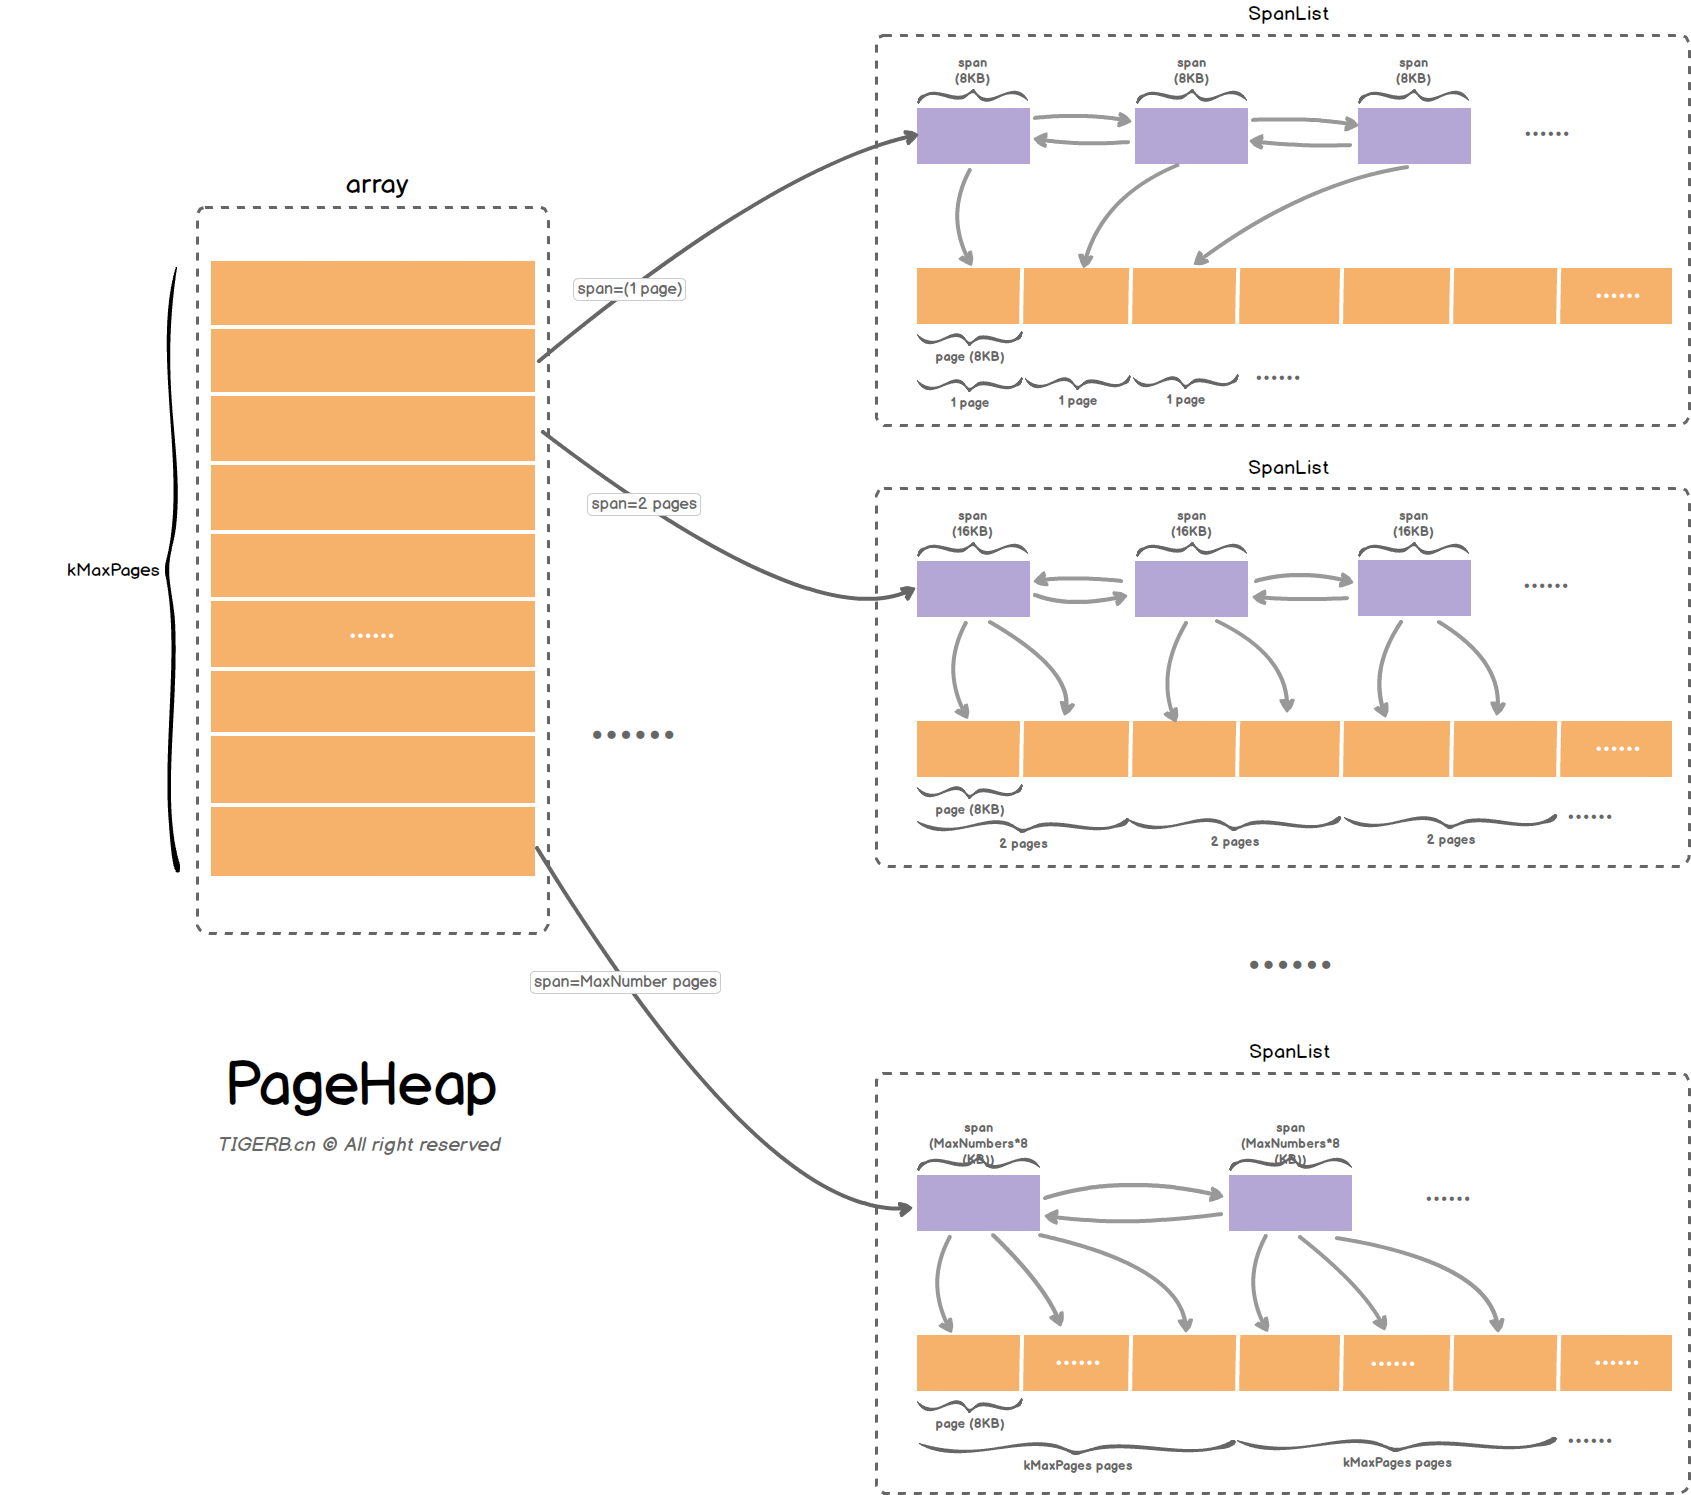 array
kMaxPages
••••••
span=(1 page)
span=2 pages
••••••
span=MaxNumber pages
PageHeap
TIGERB.cn © All right reserved
SpanList
span
(8KB)
span
(8KB)
span
(8KB)
••••••
••••••
page (8KB)
1 page
1 page
1 page
••••••
SpanList
span
(16KB)
span
(16KB)
span
(16KB)
••••••
••••••
page (8KB)
2 pages
2 pages
2 pages
••••••
••••••
SpanList
span
(MaxNumbers*8
(KB))
span
(MaxNumbers*8
(KB))
••••••
••••••
••••••
••••••
page (8KB)
kMaxPages pages
kMaxPages pages
••••••